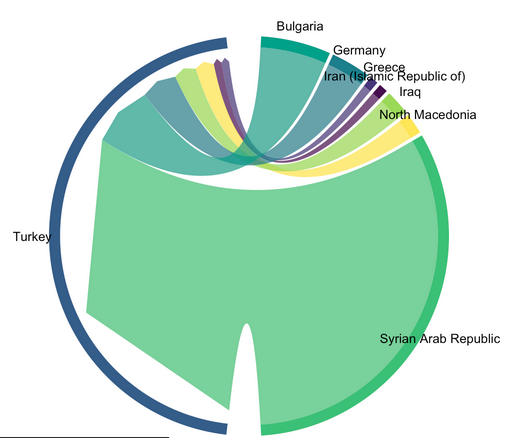 Bulgaria
Germany
Greece
Iran (Islamic Republic of)
Iraq
North Macedonia
Turkey
Syrian Arab Republic